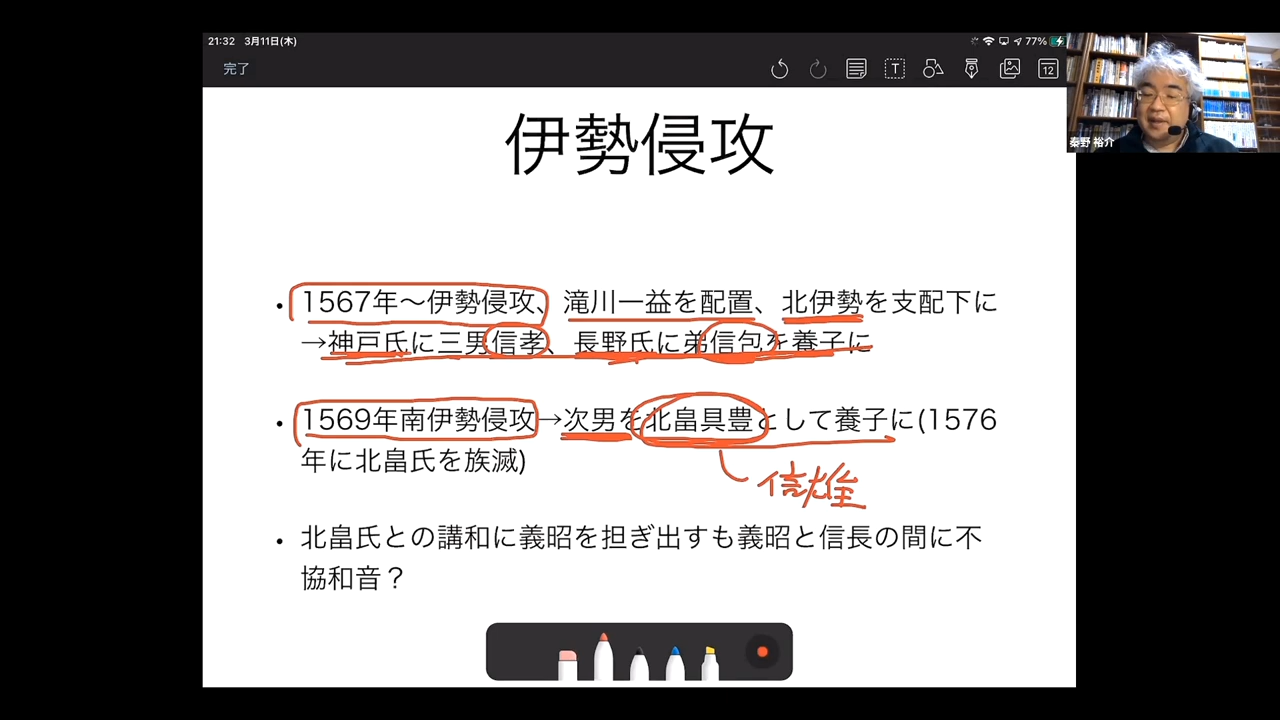 21:32 3月11日(木)
77%
完了
12
秦野 裕介
伊勢侵攻
• 1567年〜伊勢侵攻、滝川一益を配置、北伊勢を支配下に
→神戸氏に三男信孝、長野氏に弟信包を養子に
• 1569年南伊勢侵攻→次男を北畠具豊として養子に(1576
年に北畠氏を族滅)
信雄
• 北畠氏との講和に義昭を担ぎ出すも義昭と信長の間に不
協和音？